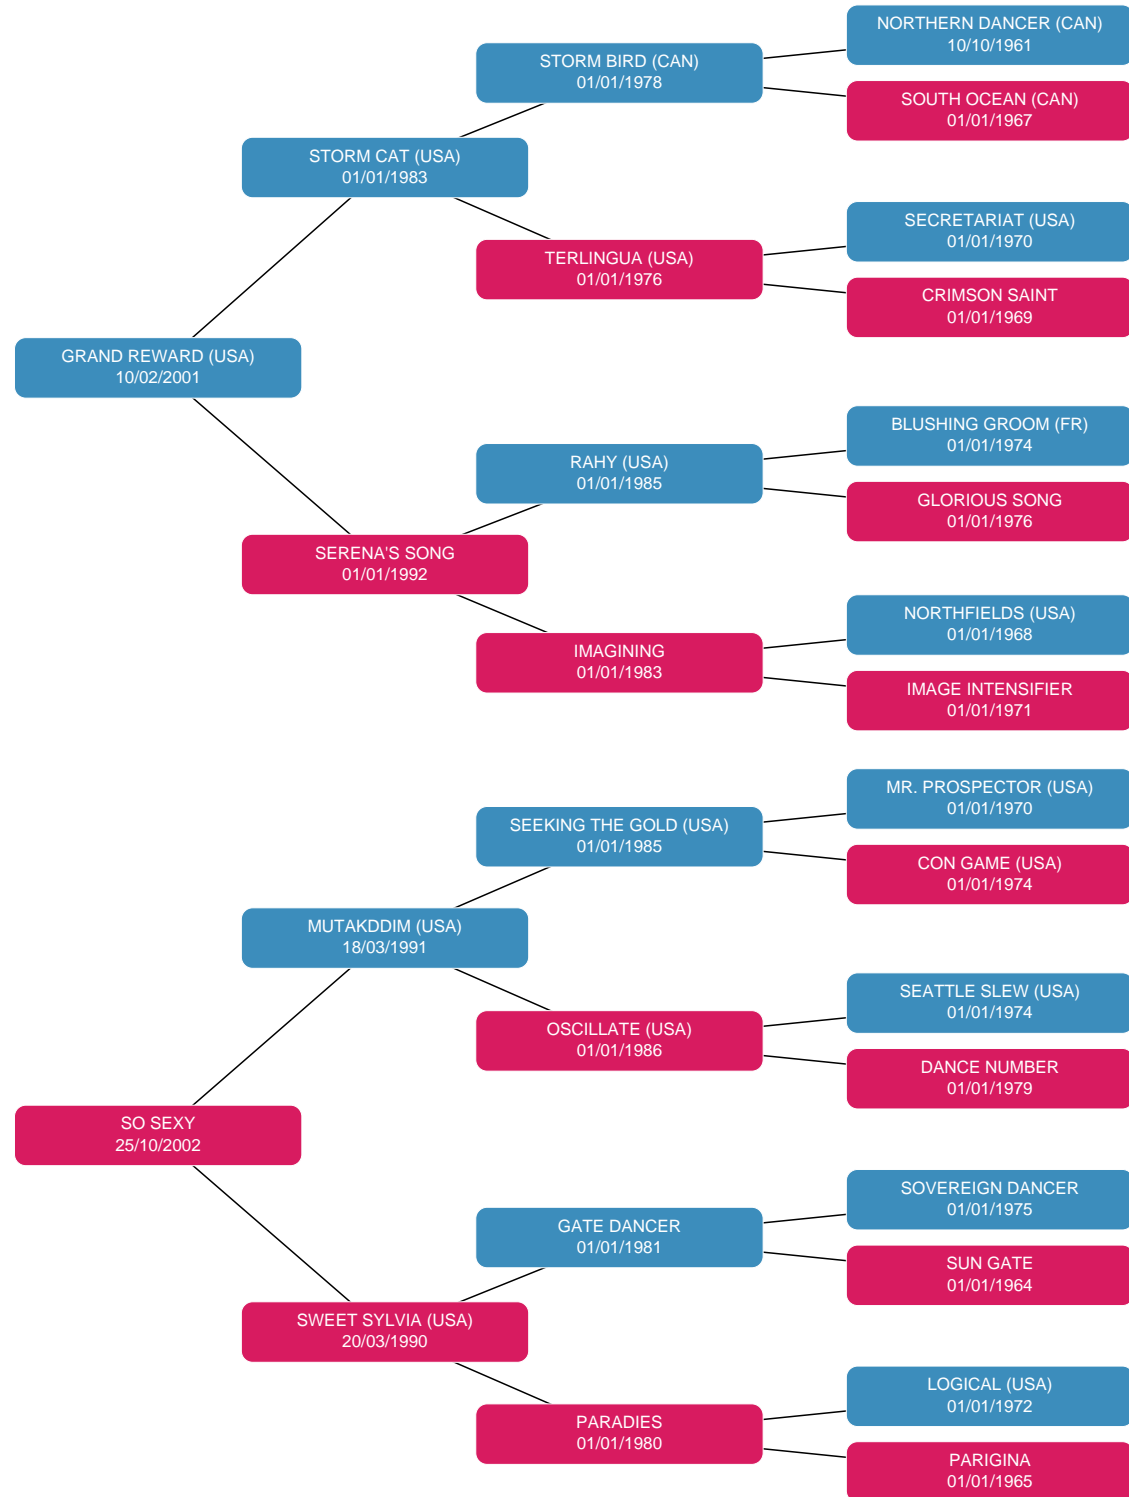 NORTHERN DANCER (CAN)
10/10/1961
STORM BIRD (CAN)
01/01/1978
SOUTH OCEAN (CAN)
01/01/1967
STORM CAT (USA)
01/01/1983
SECRETARIAT (USA)
01/01/1970
TERLINGUA (USA)
01/01/1976
CRIMSON SAINT
01/01/1969
GRAND REWARD (USA)
10/02/2001
BLUSHING GROOM (FR)
01/01/1974
RAHY (USA)
01/01/1985
GLORIOUS SONG
01/01/1976
SERENA'S SONG
01/01/1992
NORTHFIELDS (USA)
01/01/1968
IMAGINING
01/01/1983
IMAGE INTENSIFIER
01/01/1971
MR. PROSPECTOR (USA)
01/01/1970
SEEKING THE GOLD (USA)
01/01/1985
CON GAME (USA)
01/01/1974
MUTAKDDIM (USA)
18/03/1991
SEATTLE SLEW (USA)
01/01/1974
OSCILLATE (USA)
01/01/1986
DANCE NUMBER
01/01/1979
SO SEXY
25/10/2002
SOVEREIGN DANCER
01/01/1975
GATE DANCER
01/01/1981
SUN GATE
01/01/1964
SWEET SYLVIA (USA)
20/03/1990
LOGICAL (USA)
01/01/1972
PARADIES
01/01/1980
PARIGINA
01/01/1965